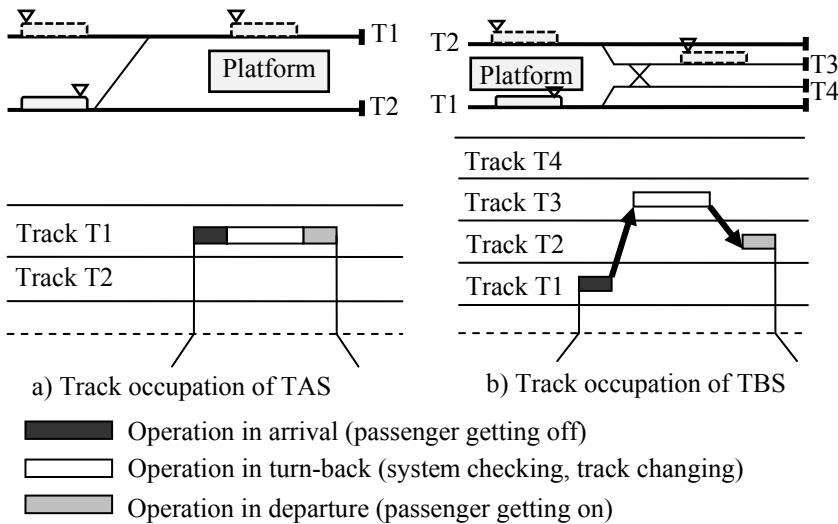 T1
Platform
T2
T2
T3
Platform
T4
T1
Track T1
Track T2
Track T4
Track T3
Track T2
Track T1
a) Track occupation of TAS
b) Track occupation of TBS
Operation in arrival (passenger getting off)
Operation in turn-back (system checking, track changing)
Operation in departure (passenger getting on)